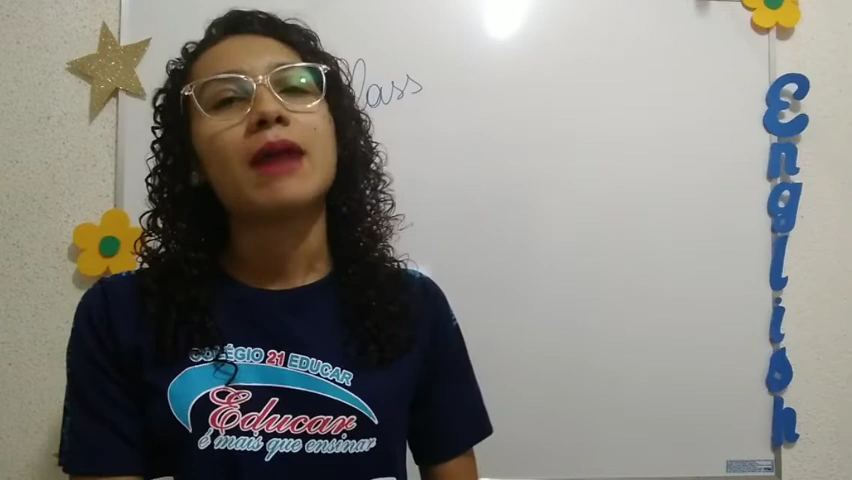 lass
English
COLÉGIO 21 EDUCAR
Educar
é mais que ensinar